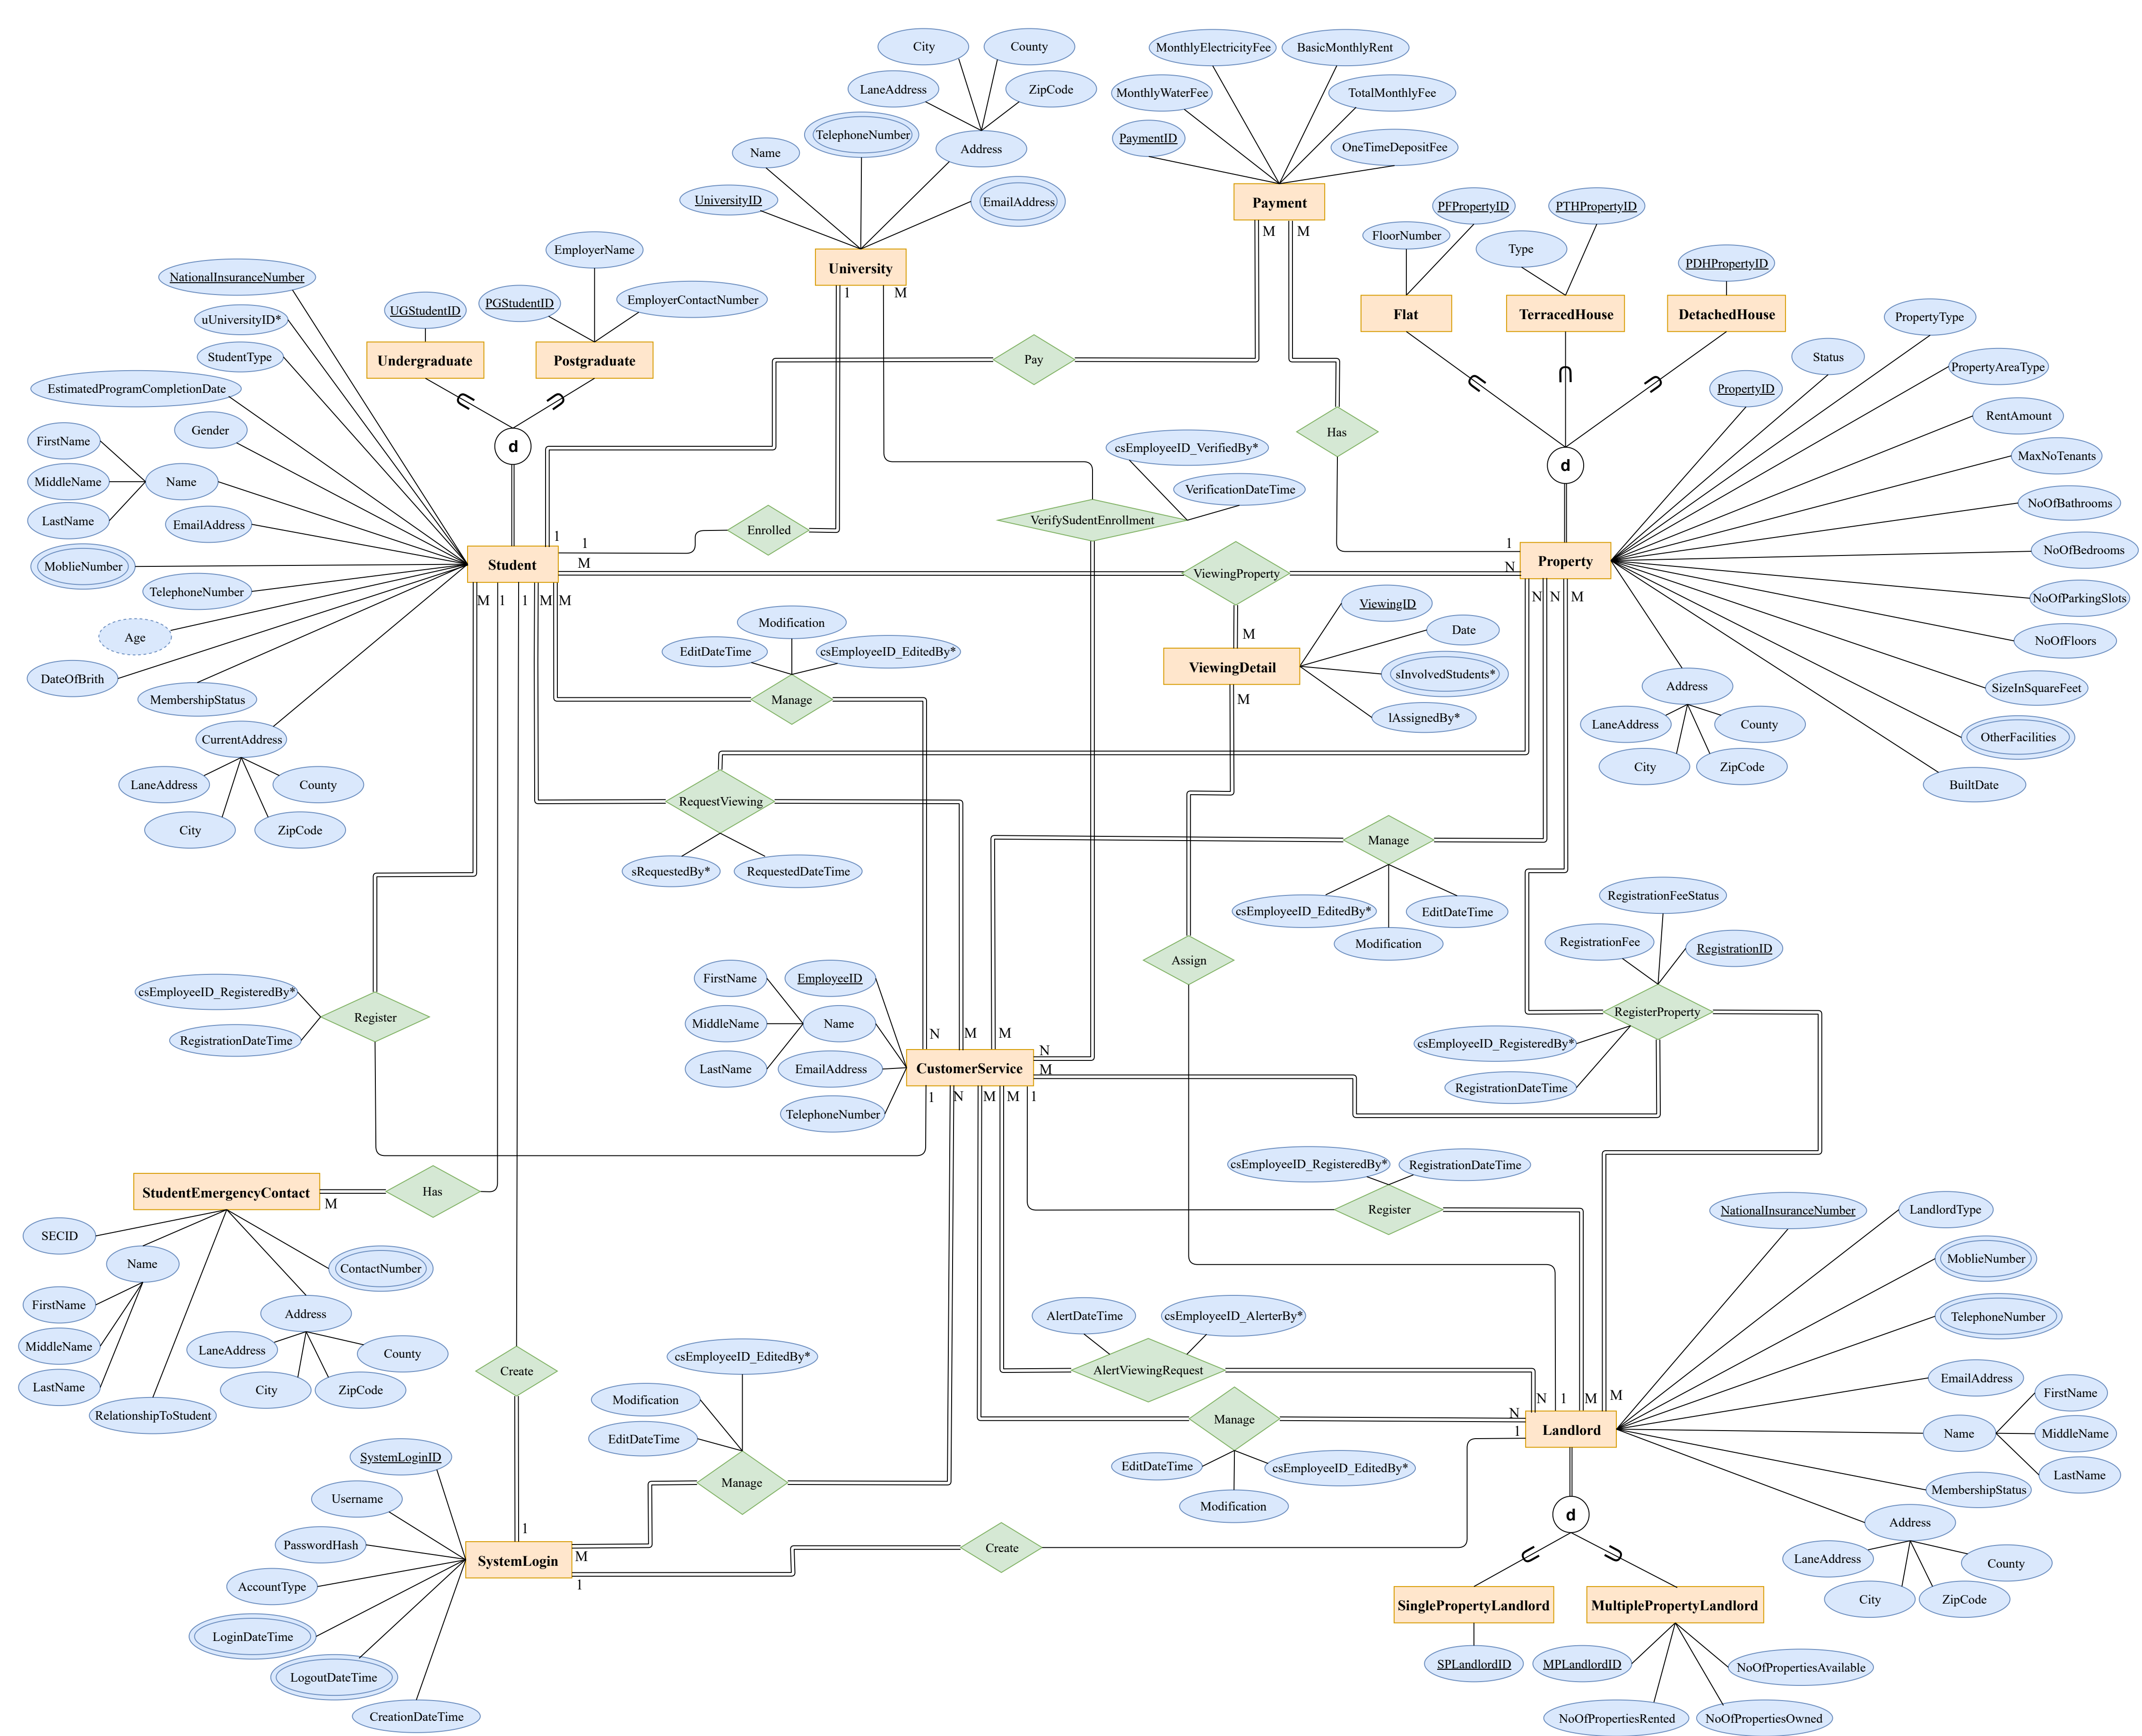 City
County
MonthlyElectricityFee
BasicMonthlyRent
LaneAddress
ZipCode
MonthlyWaterFee
TotalMonthlyFee
TelephoneNumber
PaymentID
Name
Address
OneTimeDepositFee
UniversityID
EmailAddress
Payment
M
M
PFPropertyID
PTHPropertyID
FloorNumber
Type
PDHPropertyID
EmployerName
University
1
M
NationalInsuranceNumber
UGStudentID
PGStudentID
EmployerContactNumber
Flat
TerracedHouse
DetachedHouse
PropertyType
uUniversityID*
StudentType
Undergraduate
Postgraduate
Pay
Status
PropertyAreaType
EstimatedProgramCompletionDate
PropertyID
RentAmount
Gender
FirstName
Has
d
csEmployeeID_VerifiedBy*
MaxNoTenants
d
MiddleName
Name
VerificationDateTime
NoOfBathrooms
LastName
EmailAddress
Enrolled
VerifySudentEnrollment
1
1
1
NoOfBedrooms
MoblieNumber
Student
M
ViewingProperty
N
Property
TelephoneNumber
M
1
1
M
M
ViewingID
N
N
M
NoOfParkingSlots
Age
Modification
M
Date
NoOfFloors
EditDateTime
csEmployeeID_EditedBy*
ViewingDetail
sInvolvedStudents*
DateOfBrith
MembershipStatus
Manage
M
lAssignedBy*
Address
SizeInSquareFeet
CurrentAddress
LaneAddress
County
OtherFacilities
City
ZipCode
LaneAddress
County
BuiltDate
City
ZipCode
RequestViewing
Manage
sRequestedBy*
RequestedDateTime
csEmployeeID_EditedBy*
EditDateTime
Modification
RegistrationFeeStatus
RegistrationFee
RegistrationID
Assign
FirstName
EmployeeID
csEmployeeID_RegisteredBy*
Register
RegistrationDateTime
MiddleName
Name
RegisterProperty
N
M
M
N
csEmployeeID_RegisteredBy*
LastName
EmailAddress
CustomerService
M
RegistrationDateTime
TelephoneNumber
1
N
M
M
1
csEmployeeID_RegisteredBy*
RegistrationDateTime
StudentEmergencyContact
M
Has
Register
NationalInsuranceNumber
LandlordType
SECID
Name
ContactNumber
MoblieNumber
FirstName
Address
AlertDateTime
csEmployeeID_AlerterBy*
TelephoneNumber
MiddleName
LaneAddress
County
csEmployeeID_EditedBy*
Create
AlertViewingRequest
EmailAddress
LastName
City
ZipCode
Modification
N
1
M
M
FirstName
RelationshipToStudent
N
Manage
1
Landlord
Name
MiddleName
EditDateTime
SystemLoginID
EditDateTime
csEmployeeID_EditedBy*
LastName
Manage
Username
Modification
MembershipStatus
1
d
Address
PasswordHash
SystemLogin
M
Create
LaneAddress
County
AccountType
1
SinglePropertyLandlord
MultiplePropertyLandlord
City
ZipCode
LoginDateTime
SPLandlordID
MPLandlordID
NoOfPropertiesAvailable
LogoutDateTime
CreationDateTime
NoOfPropertiesRented
NoOfPropertiesOwned